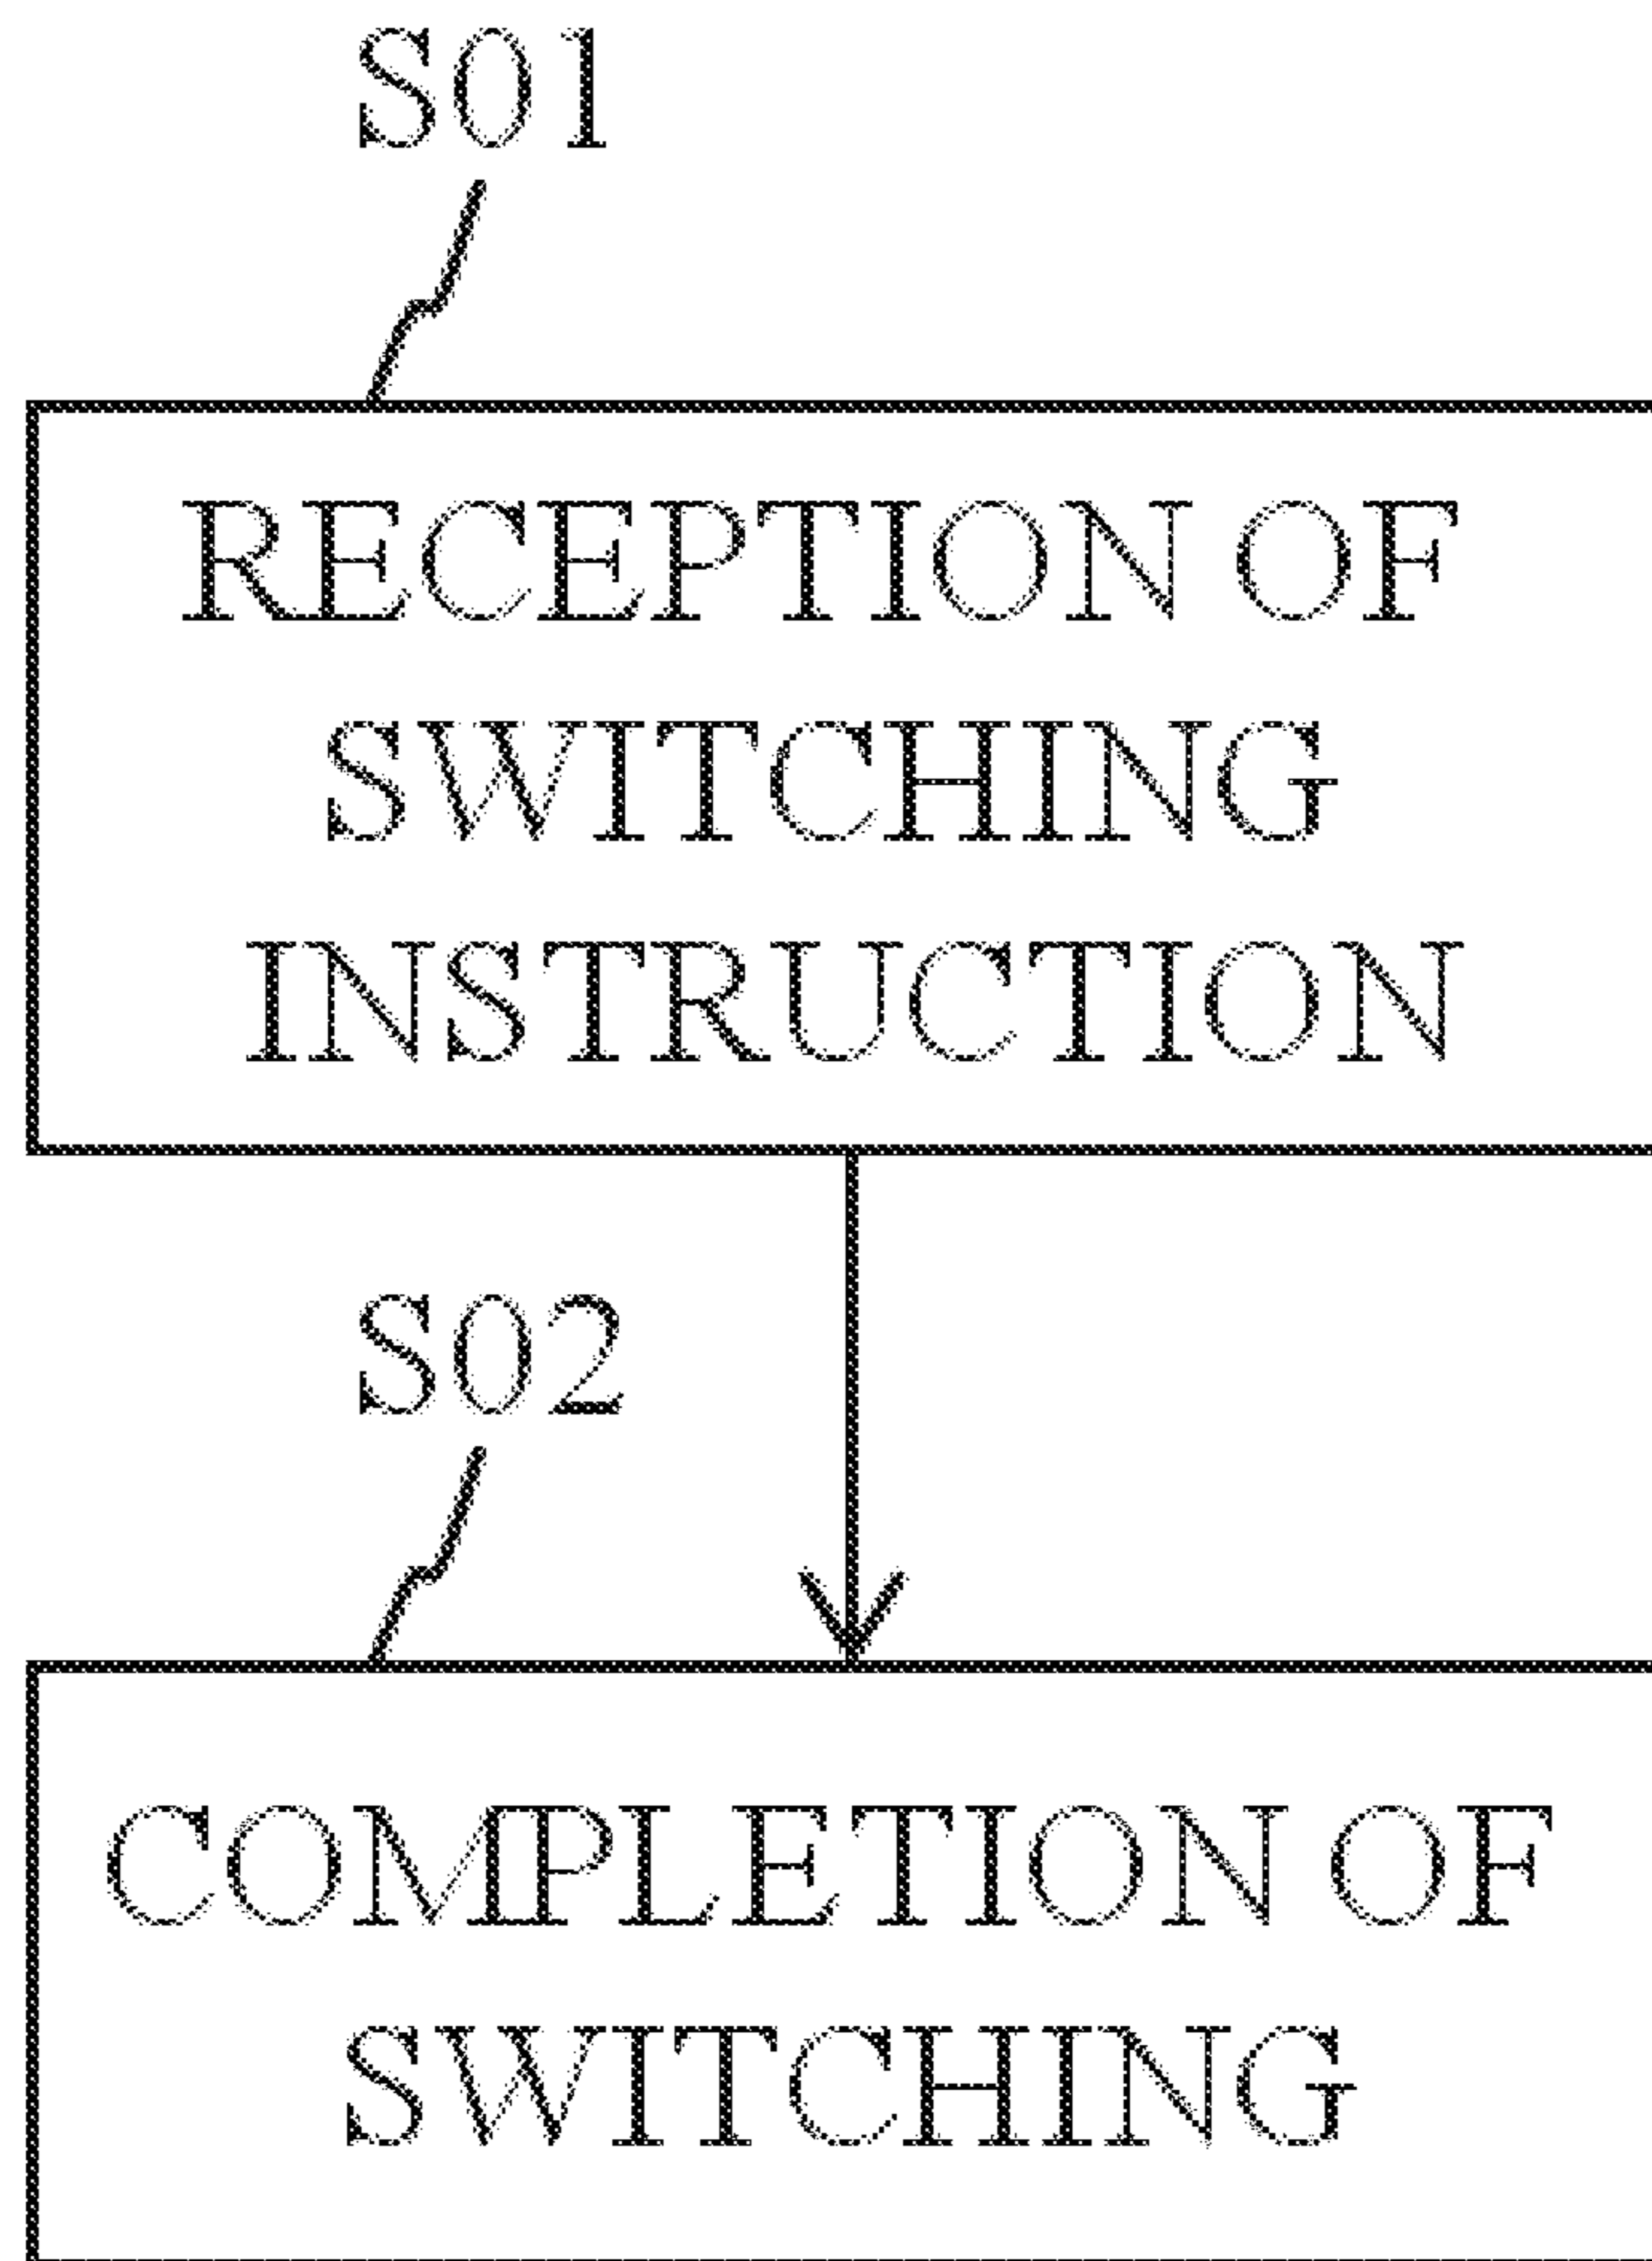 S01
RECEPTION OF
SWITCHING
INSTRUCTION
S02
COMPLETION OF
SWITCHING